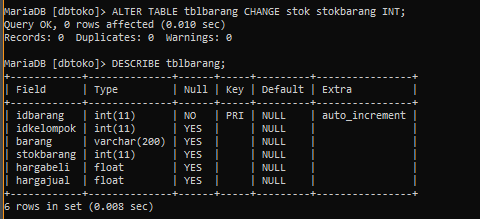 MariaDB [dbtoko]> ALTER TABLE tblbarang CHANGE stok stokbarang INT;
Query OK, 0 rows affected (0.010 sec)
Records: 0  Duplicates: 0  Warnings: 0

MariaDB [dbtoko]> DESCRIBE tblbarang;
+------------+--------------+------+-----+---------+----------------+
| Field      | Type         | Null | Key | Default | Extra          |
+------------+--------------+------+-----+---------+----------------+
| idbarang   | int(11)      | NO   | PRI | NULL    | auto_increment |
| idkelompok | int(11)      | YES  |     | NULL    |                |
| barang     | varchar(200) | YES  |     | NULL    |                |
| stokbarang | int(11)      | YES  |     | NULL    |                |
| hargabeli  | float        | YES  |     | NULL    |                |
| hargajual  | float        | YES  |     | NULL    |                |
+------------+--------------+------+-----+---------+----------------+
6 rows in set (0.008 sec)